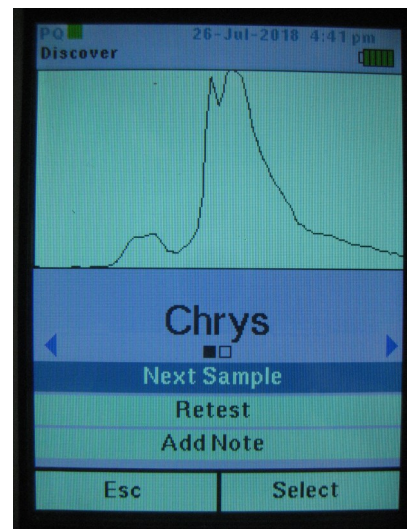 PQ 26-Jul-2018 4:41 pm
Discover
Chrys
Next Sample
Retest
Add Note
Esc Select